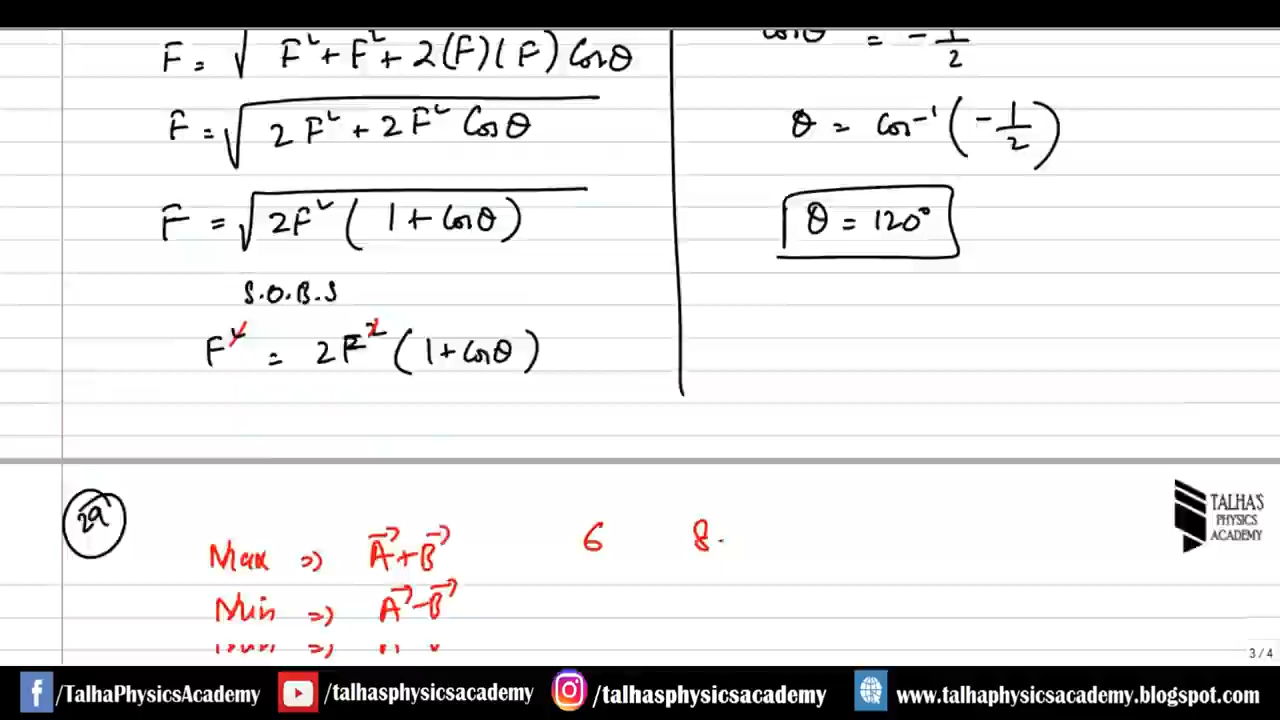 F = √ F² + F² + 2(F)(F) Cosθ
F = √ 2F² + 2F² Cosθ
F = √ 2F² ( 1 + Cosθ )
S.O.B.S
F² = 2F² ( 1 + Cosθ )
Cosθ = -1/2
θ = Cos⁻¹ ( -1/2 )
θ = 120°
Max ⇒ A⃗ + B⃗ 6 8.
Min ⇒ A⃗ - B⃗
TALHA'S
PHYSICS
ACADEMY
3 / 4
/TalhaPhysicsAcademy /talhasphysicsacademy /talhasphysicsacademy www.talhaphysicsacademy.blogspot.com